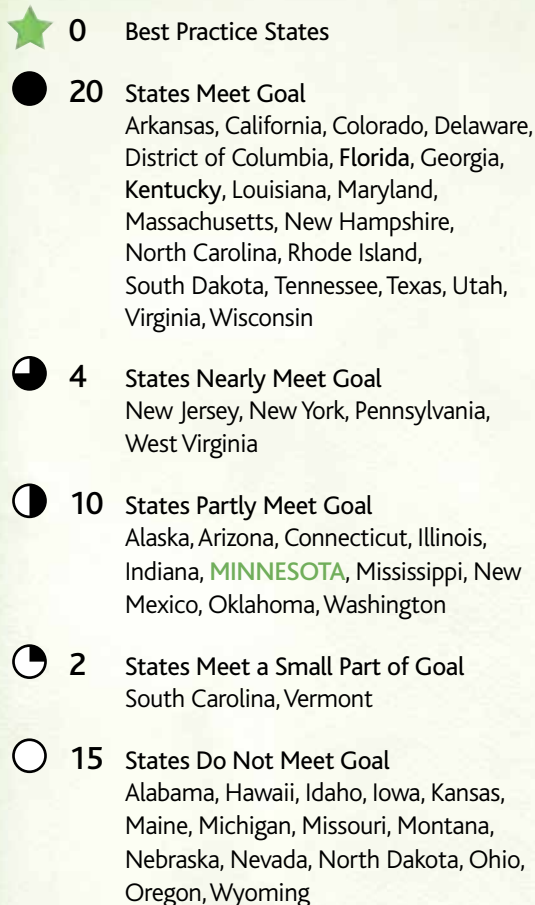 0 Best Practice States
20 States Meet Goal
Arkansas, California, Colorado, Delaware,
District of Columbia, Florida, Georgia,
Kentucky, Louisiana, Maryland,
Massachusetts, New Hampshire,
North Carolina, Rhode Island,
South Dakota, Tennessee, Texas, Utah,
Virginia, Wisconsin
4 States Nearly Meet Goal
New Jersey, New York, Pennsylvania,
West Virginia
10 States Partly Meet Goal
Alaska, Arizona, Connecticut, Illinois,
Indiana, MINNESOTA, Mississippi, New
Mexico, Oklahoma, Washington
2 States Meet a Small Part of Goal
South Carolina, Vermont
15 States Do Not Meet Goal
Alabama, Hawaii, Idaho, Iowa, Kansas,
Maine, Michigan, Missouri, Montana,
Nebraska, Nevada, North Dakota, Ohio,
Oregon, Wyoming